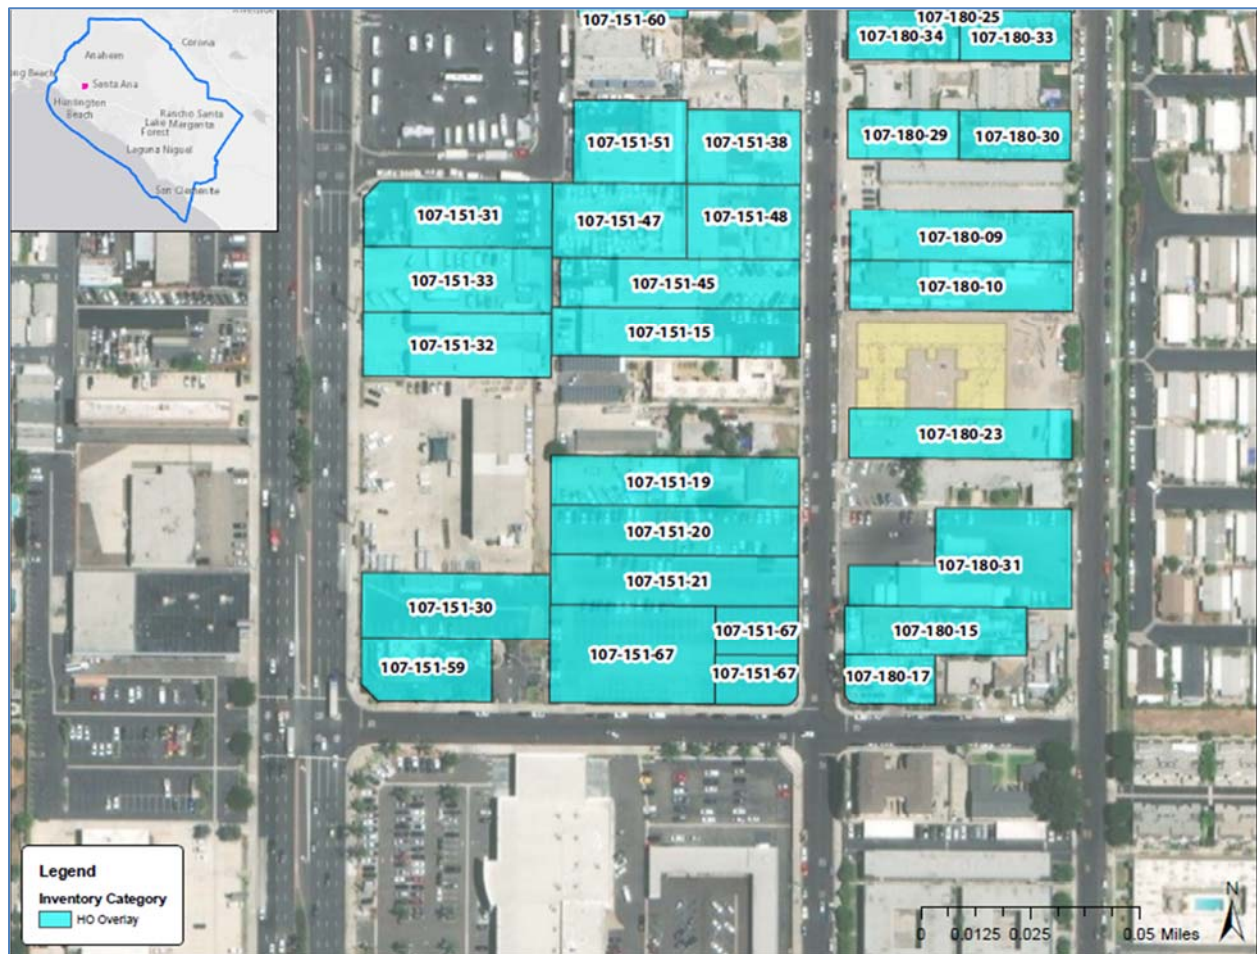 Riverside
Corona
Anaheim
ong Beach
Santa Ana
Huntington
Beach
Rancho Santa
Lake Margarita
Forest
Laguna Niguel
San Clemente
107-151-60
107-180-25
107-180-34
107-180-33
107-151-51
107-151-38
107-180-29
107-180-30
107-151-31
107-151-47
107-151-48
107-180-09
107-151-33
107-151-45
107-180-10
107-151-32
107-151-15
107-180-23
107-151-19
107-151-20
107-151-21
107-180-31
107-151-30
107-151-67
107-180-15
107-151-59
107-151-67
107-151-67
107-180-17
Legend
Inventory Category
HO Overlay
N
0 0.0125 0.025 0.05 Miles